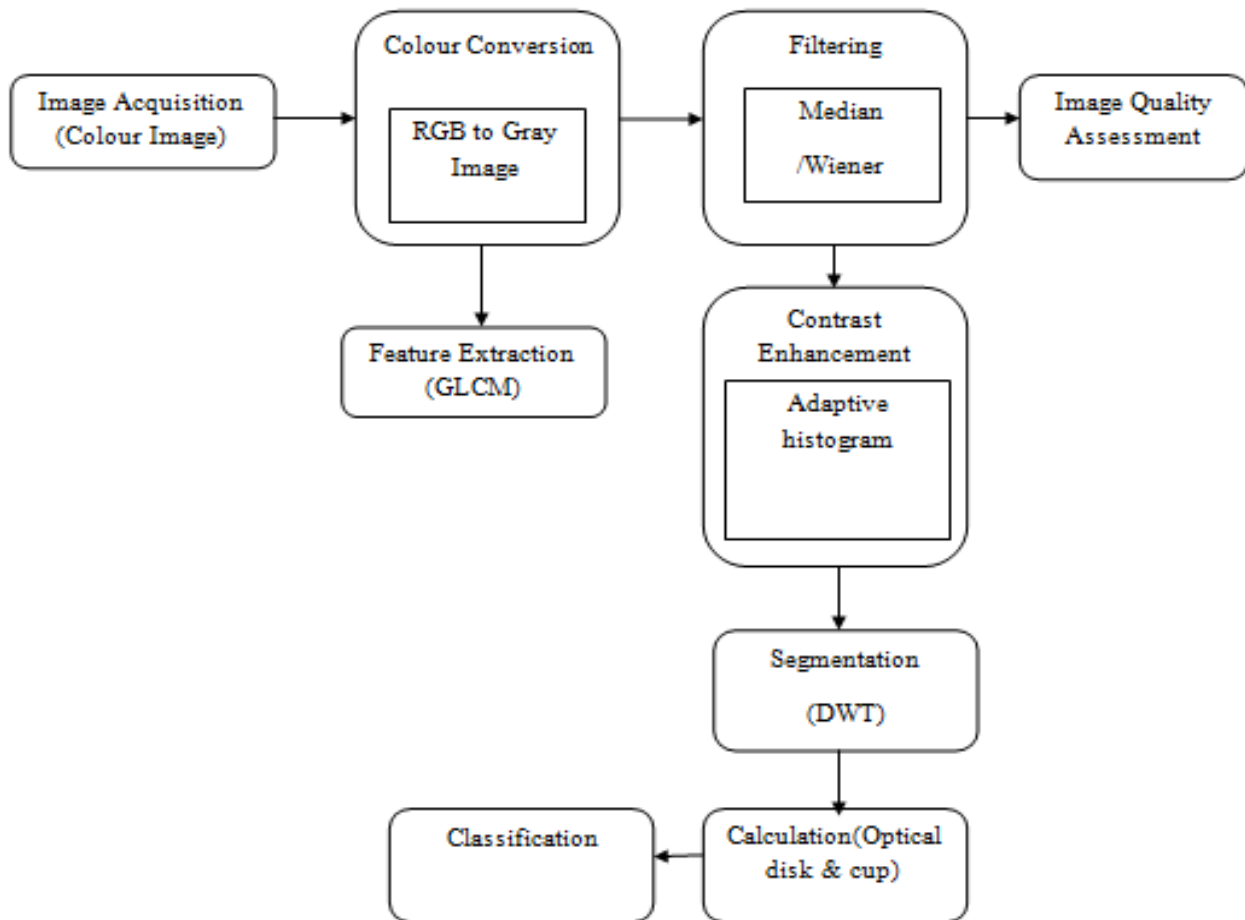 Image Acquisition
(Colour Image)
Colour Conversion
RGB to Gray
Image
Filtering
Median
/Wiener
Image Quality
Assessment
Feature Extraction
(GLCM)
Contrast
Enhancement
Adaptive
histogram
Segmentation
(DWT)
Calculation(Optical
disk & cup)
Classification